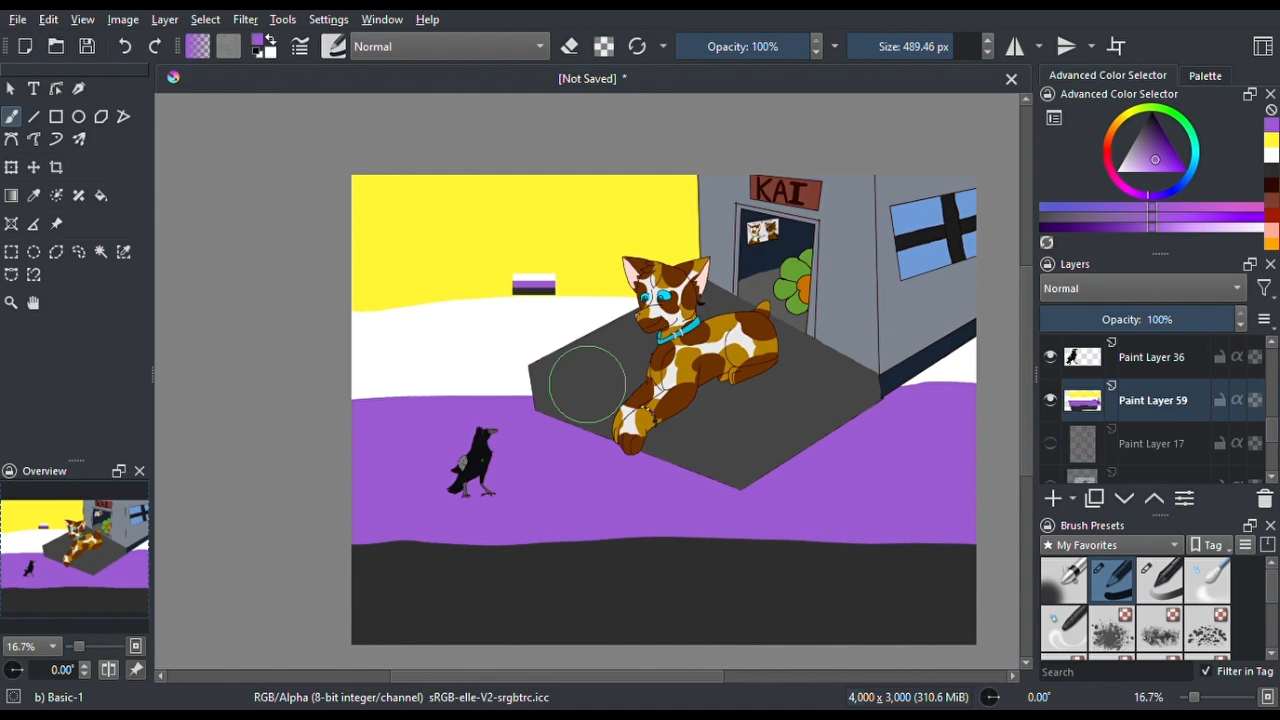 File Edit View Image Layer Select Filter Tools Settings Window Help
Normal Opacity: 100% Size: 489.46 px
[Not Saved] *
Advanced Color Selector Palette
Advanced Color Selector
KAI
Layers
Normal
Opacity: 100%
Paint Layer 36
Paint Layer 59
Paint Layer 17
Overview
Brush Presets
My Favorites Tag
16.7%
0.00°
Search Filter in Tag
b) Basic-1 RGB/Alpha (8-bit integer/channel) sRGB-elle-V2-srgbtrc.icc 4,000 x 3,000 (310.6 MiB) 0.00° 16.7%